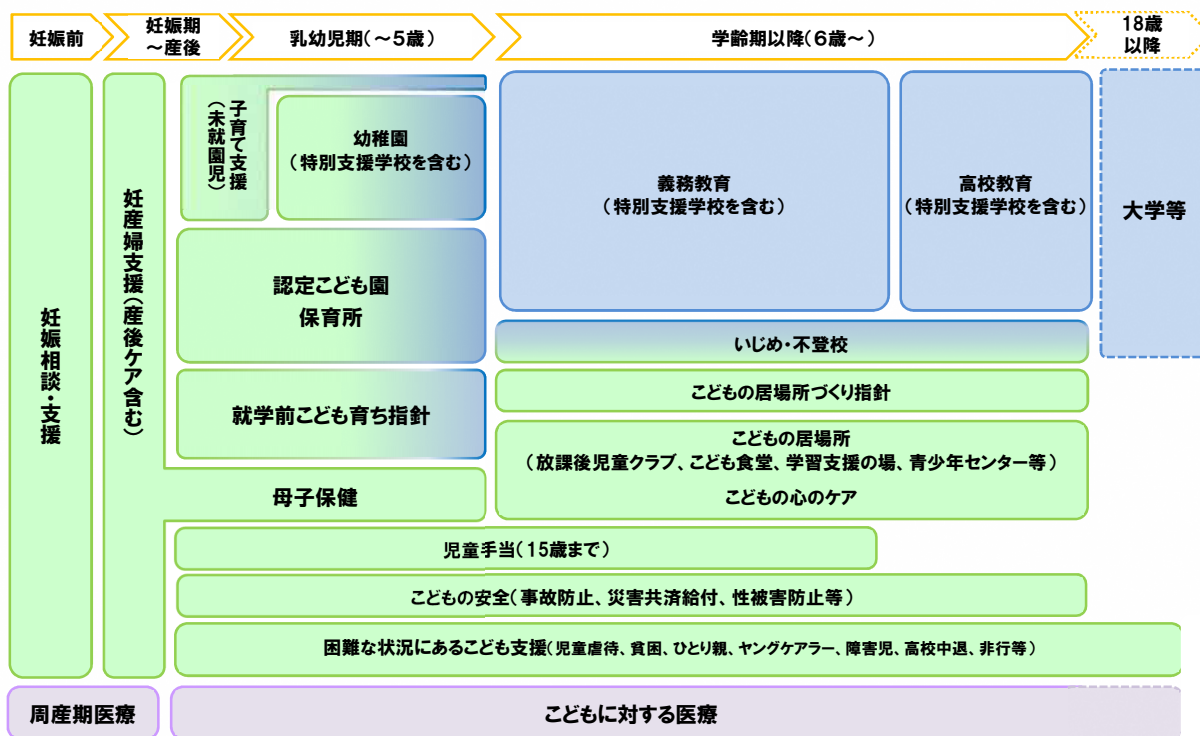 妊娠前
妊娠期
~産後
乳幼児期(~5歳)
学齢期以降(6歳~)
18歳
以降
妊娠相談・支援
妊産婦支援(産後ケア含む)
子育て支援
(未就園児)
幼稚園
(特別支援学校を含む)
認定こども園
保育所
就学前こども育ち指針
母子保健
義務教育
(特別支援学校を含む)
高校教育
(特別支援学校を含む)
大学等
いじめ・不登校
こどもの居場所づくり指針
こどもの居場所
(放課後児童クラブ、こども食堂、学習支援の場、青少年センター等)
こどもの心のケア
児童手当(15歳まで)
こどもの安全(事故防止、災害共済給付、性被害防止等)
困難な状況にあるこども支援(児童虐待、貧困、ひとり親、ヤングケアラー、障害児、高校中退、非行等)
周産期医療
こどもに対する医療